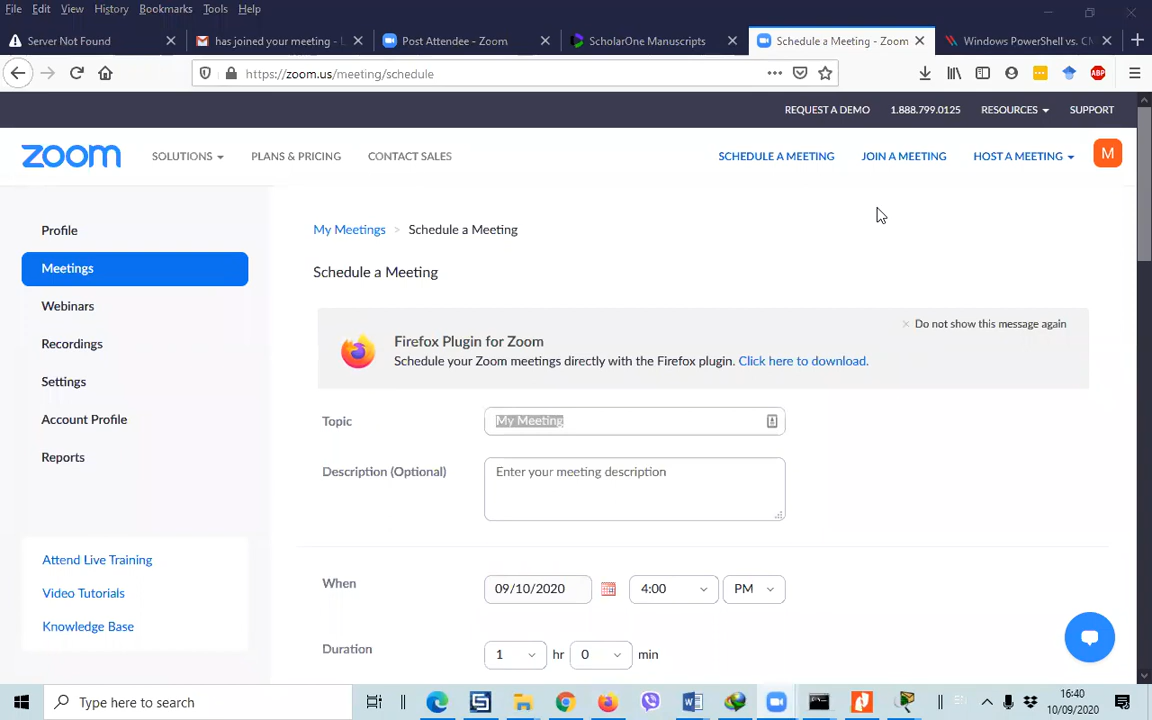 File Edit View History Bookmarks Tools Help
Server Not Found
has joined your meeting -
Post Attendee - Zoom
ScholarOne Manuscripts
Schedule a Meeting - Zoom
Windows PowerShell vs.
https://zoom.us/meeting/schedule
ABP
REQUEST A DEMO 1.888.799.0125 RESOURCES SUPPORT
zoom SOLUTIONS PLANS & PRICING CONTACT SALES SCHEDULE A MEETING JOIN A MEETING HOST A MEETING M
Profile
Meetings
Webinars
Recordings
Settings
Account Profile
Reports
Attend Live Training
Video Tutorials
Knowledge Base
My Meetings > Schedule a Meeting
Schedule a Meeting
Do not show this message again
Firefox Plugin for Zoom
Schedule your Zoom meetings directly with the Firefox plugin. Click here to download.
Topic My Meeting
Description (Optional) Enter your meeting description
When 09/10/2020 4:00 PM
Duration 1 hr 0 min
Type here to search
16:40
10/09/2020